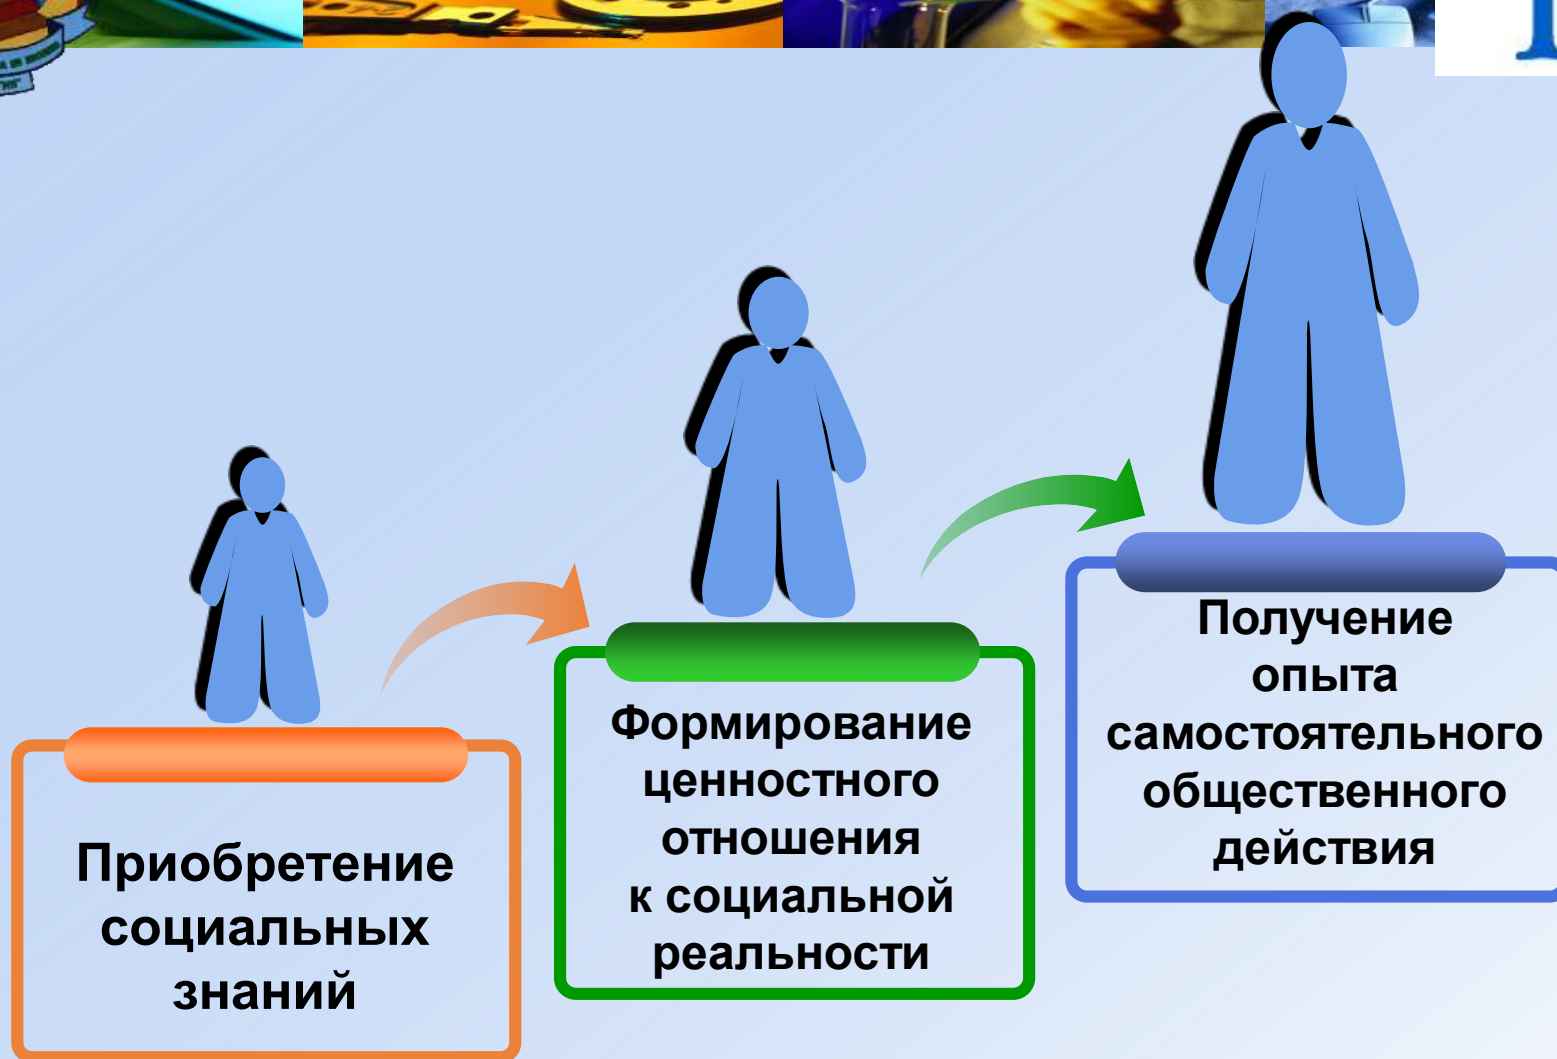 Приобретение
социальных
знаний
Формирование
ценностного
отношения
к социальной
реальности
Получение
опыта
самостоятельного
общественного
действия